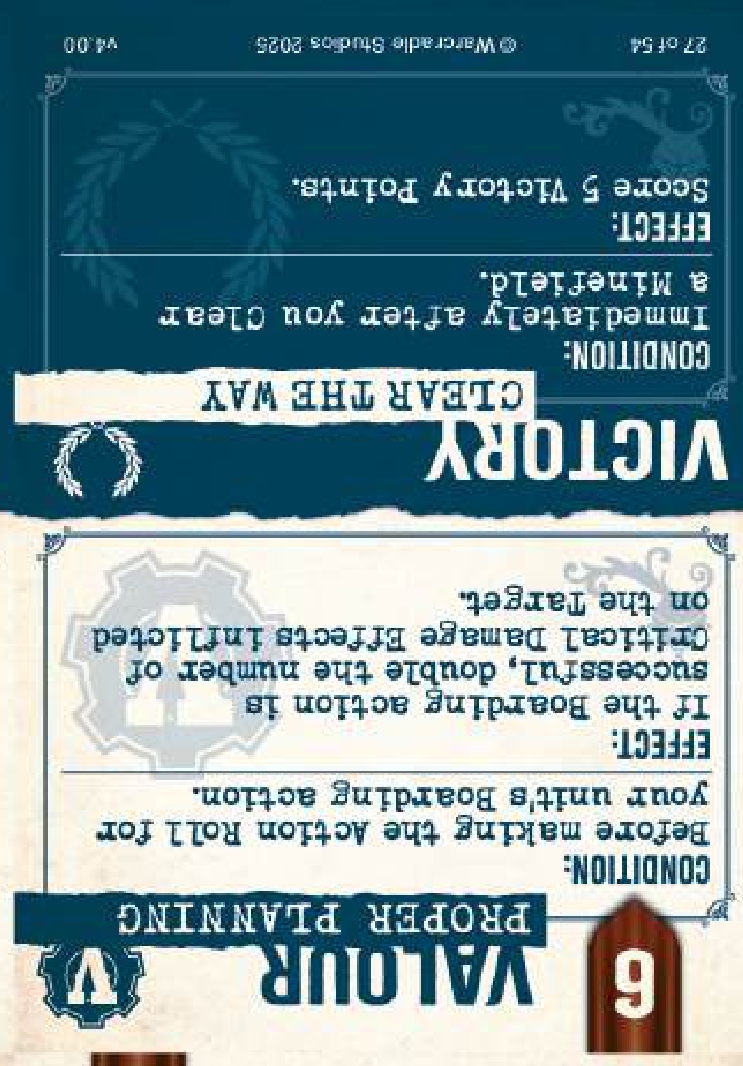 6
VALOUR
V
PROPER PLANNING
CONDITION:
Before making the Action Roll for
your unit's Boarding action.
EFFECT:
If the Boarding action is
successful, double the number of
Critical Damage Effects inflicted
on the Target.
VICTORY
CLEAR THE WAY
CONDITION:
Immediately after you Clear
a Minefield.
EFFECT:
Score 5 Victory Points.
27 of 54
© Warcradle Studios 2025
v4.00